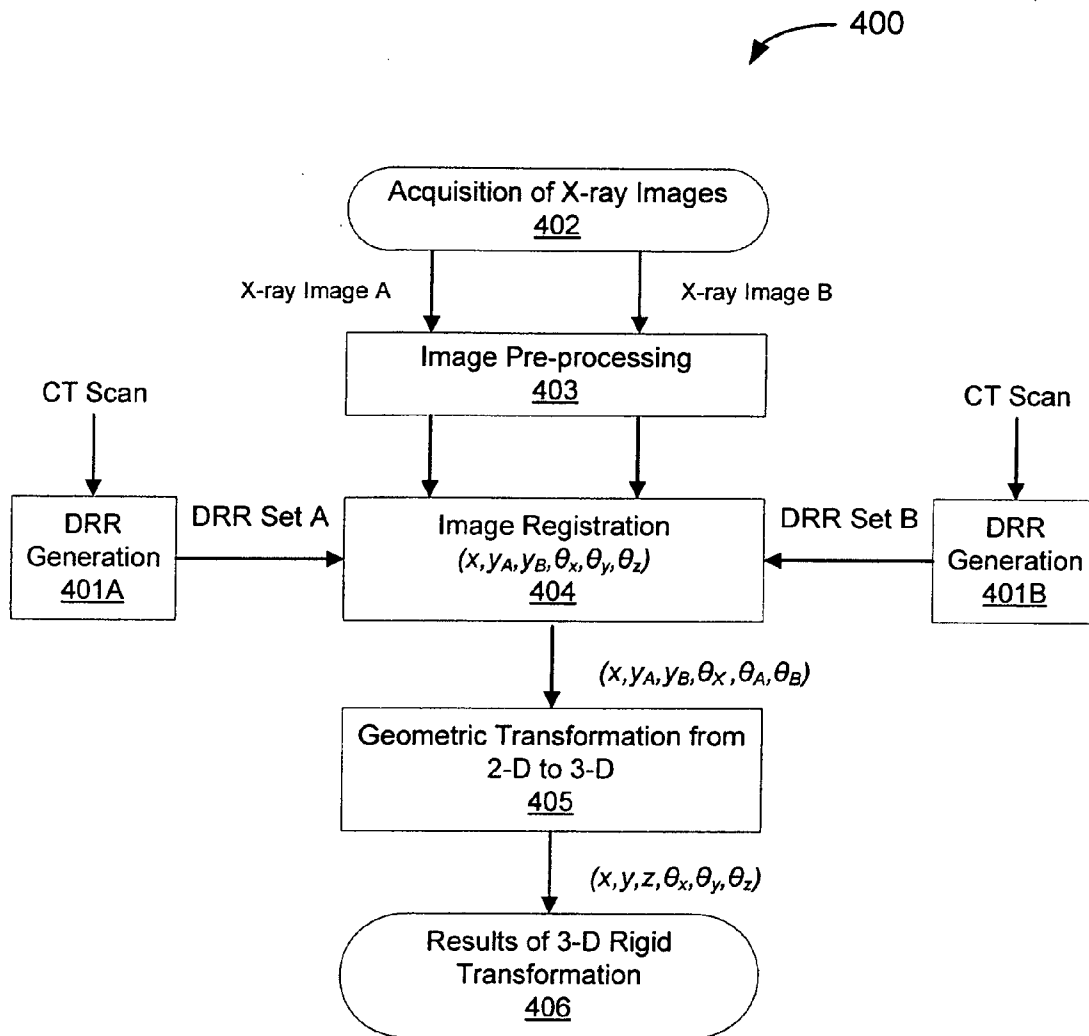 400
Acquisition of X-ray Images
402
X-ray Image A
X-ray Image B
Image Pre-processing
403
CT Scan
CT Scan
DRR
Generation
401A
DRR Set A
Image Registration
(x,y_A,y_B,θ_x,θ_y,θ_z)
404
DRR Set B
DRR
Generation
401B
(x,y_A,y_B,θ_X,θ_A,θ_B)
Geometric Transformation from
2-D to 3-D
405
(x,y,z,θ_x,θ_y,θ_z)
Results of 3-D Rigid
Transformation
406